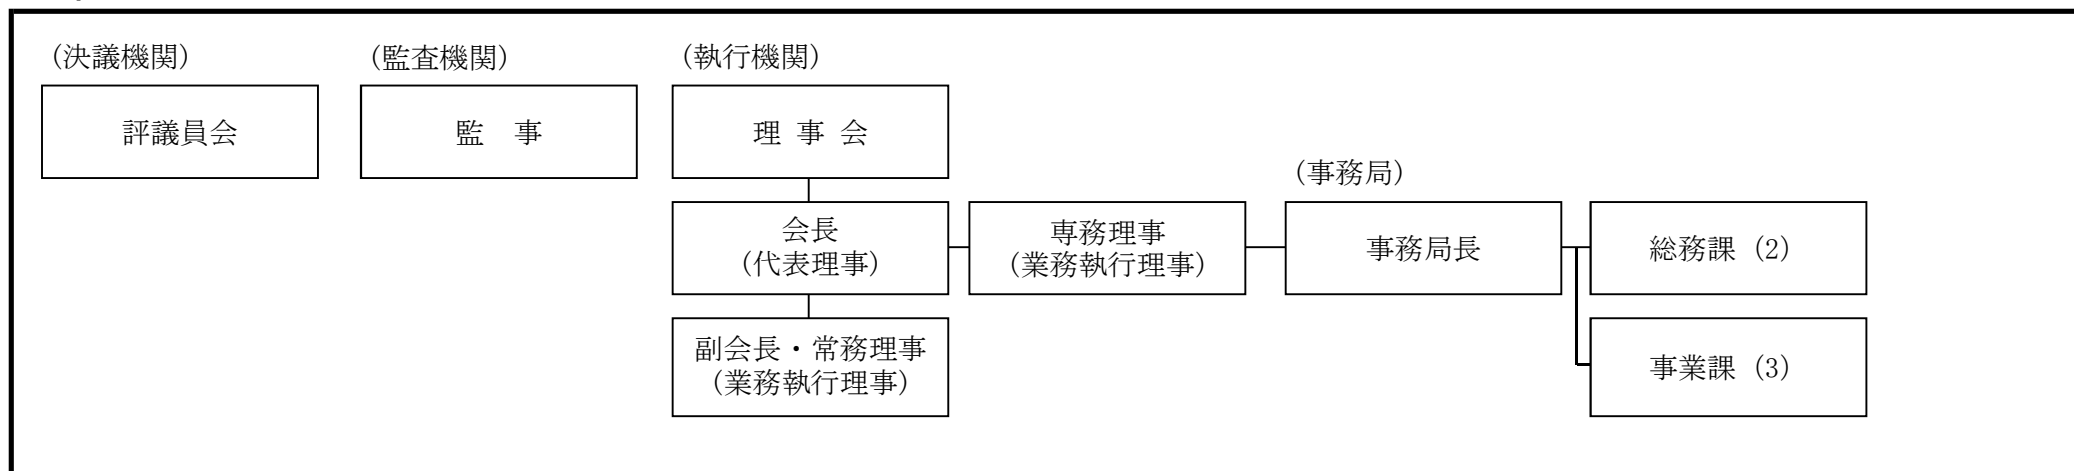 (決議機関)
(監査機関)
(執行機関)
評議員会
監　事
理 事 会
(事務局)
会長
(代表理事)
専務理事
(業務執行理事)
事務局長
総務課 (2)
副会長・常務理事
(業務執行理事)
事業課 (3)